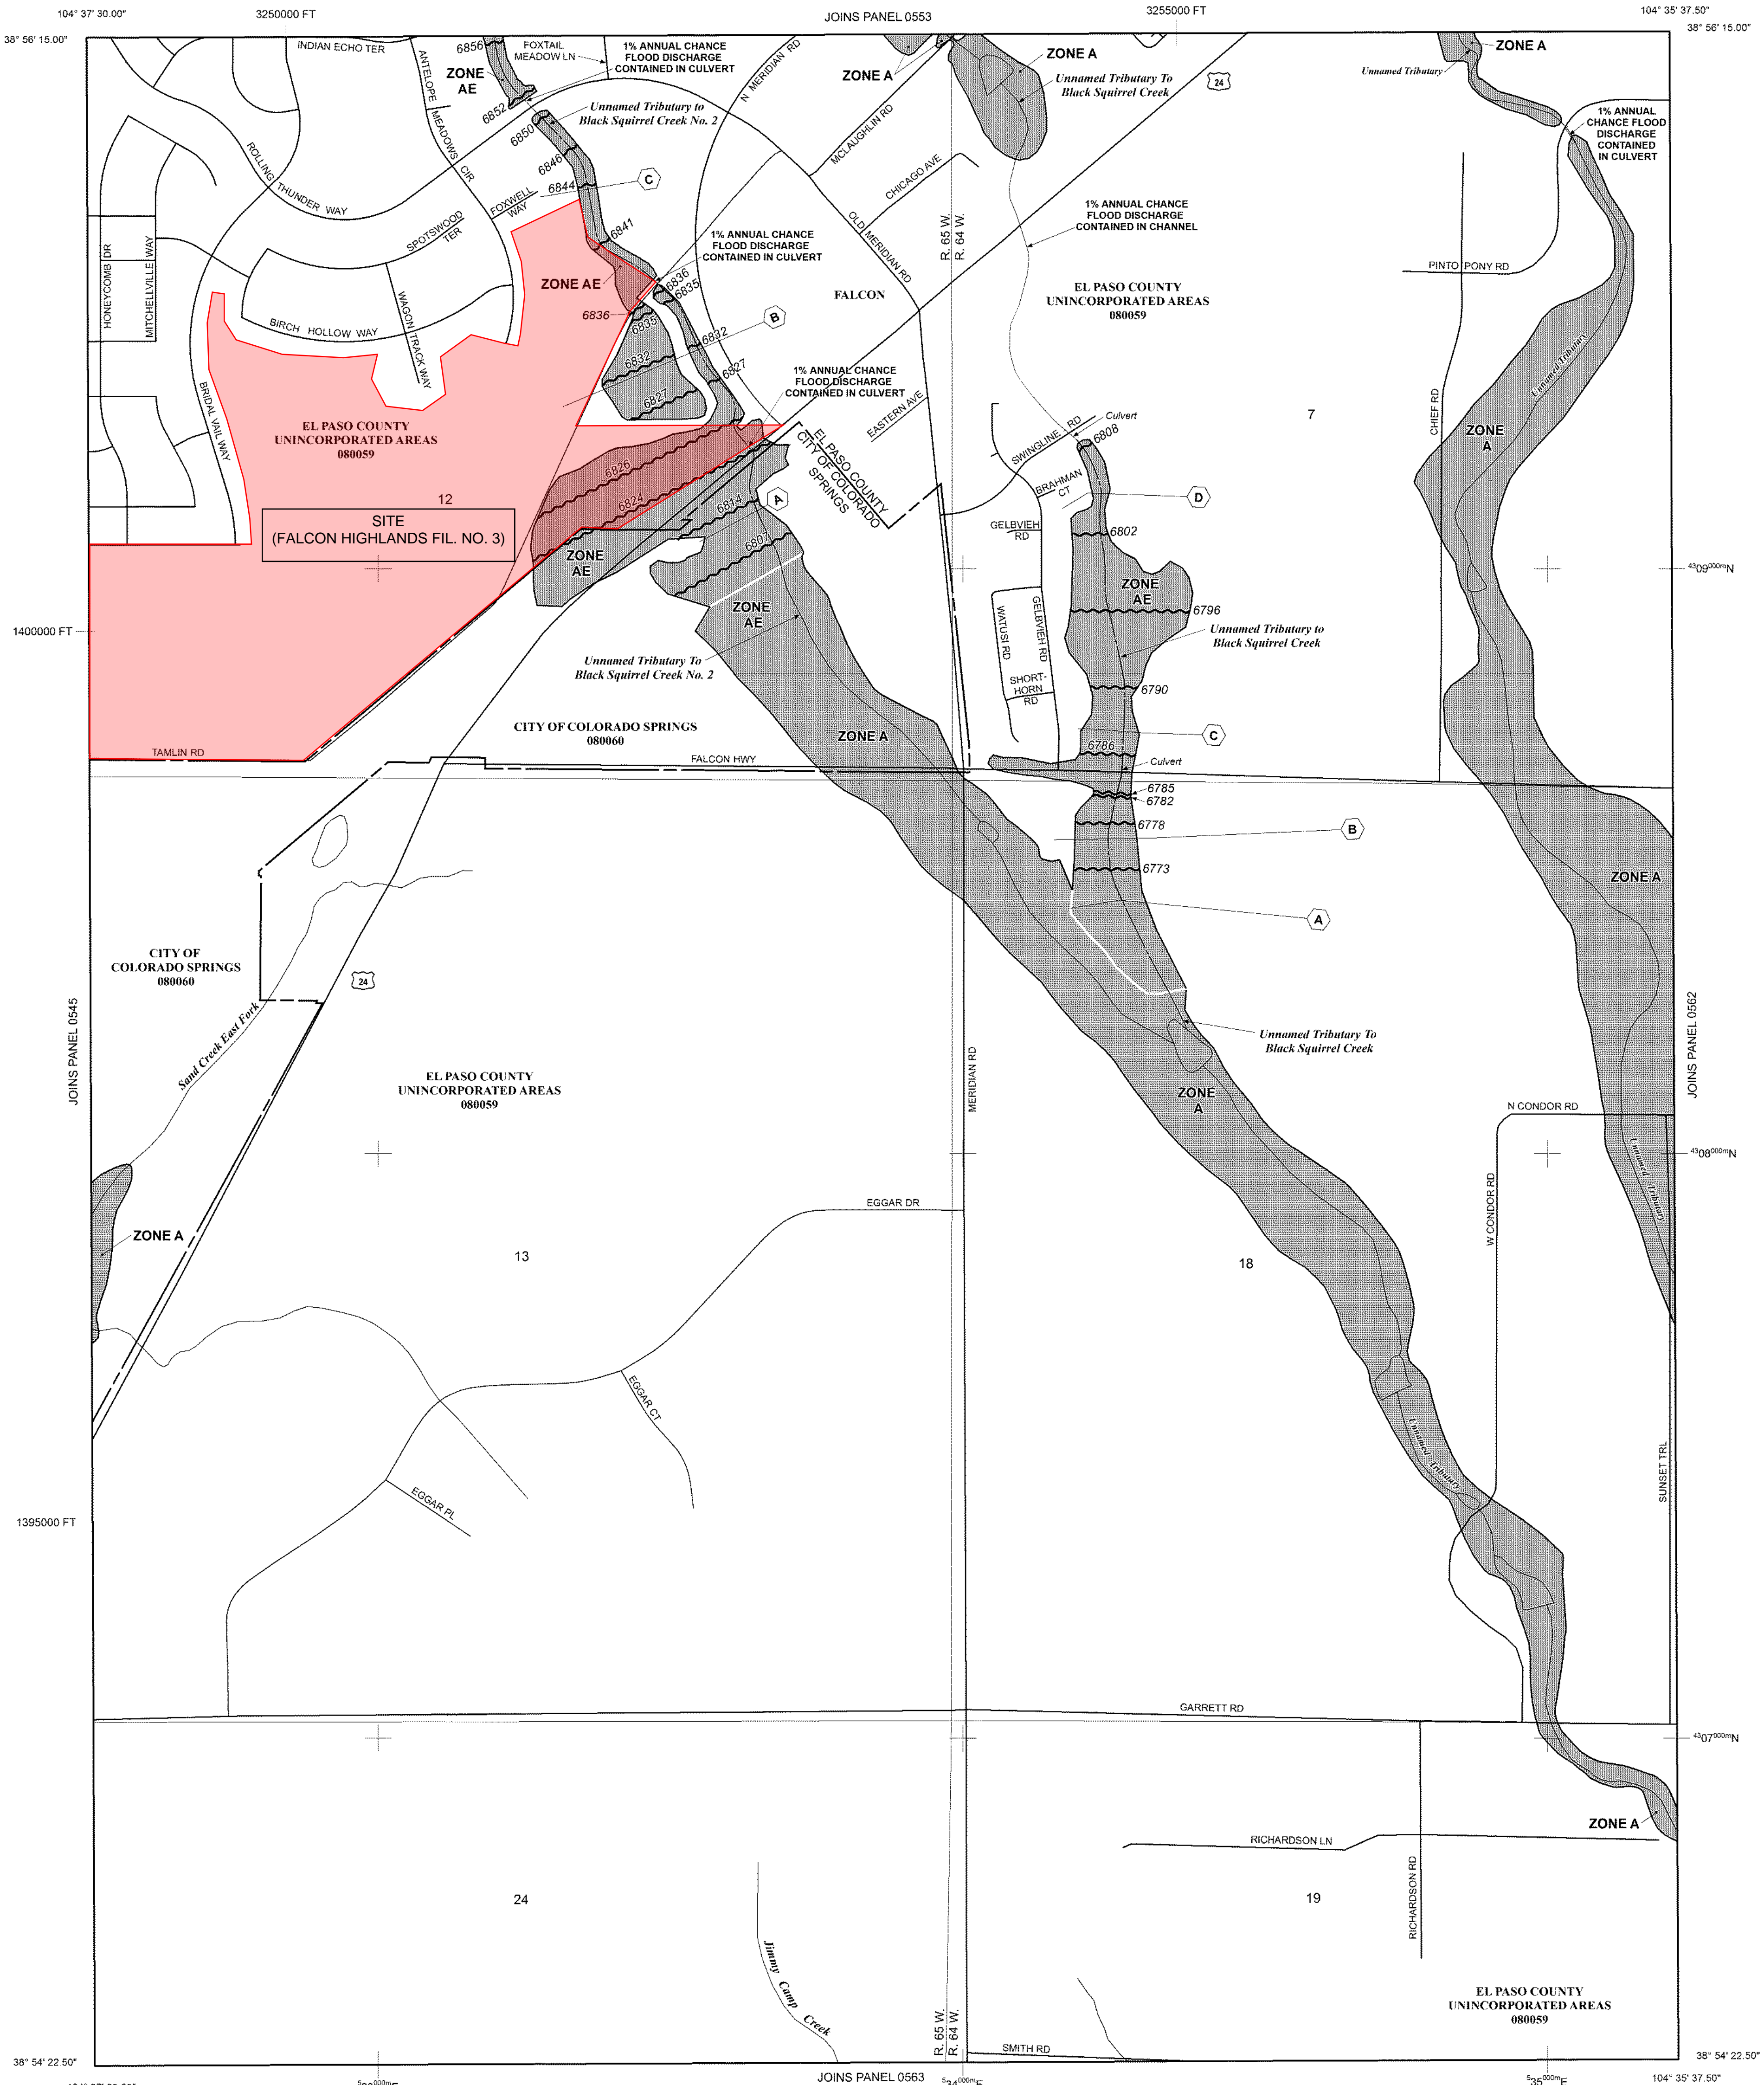 104° 37' 30.00"
3250000 FT
JOINS PANEL 0553
3255000 FT
104° 35' 37.50"
38° 56' 15.00"
38° 56' 15.00"
INDIAN ECHO TER
6856
FOXTAIL
MEADOW LN
1% ANNUAL CHANCE
FLOOD DISCHARGE
CONTAINED IN CULVERT
ZONE
AE
6852
6850
Unnamed Tributary to
Black Squirrel Creek No. 2
N MERIDIAN RD
ZONE A
ZONE A
Unnamed Tributary To
Black Squirrel Creek
24
ZONE A
Unnamed Tributary
1% ANNUAL
CHANCE FLOOD
DISCHARGE
CONTAINED
IN CULVERT
ANTELOPE MEADOWS CIR
ROLLING THUNDER WAY
MCLAUGHLIN RD
CHICAGO AVE
6846
6844
C
FOXWELL
WAY
SPOTSWOOD
TER
6841
OLD MERIDIAN RD
R. 65 W.
R. 64 W.
1% ANNUAL CHANCE
FLOOD DISCHARGE
CONTAINED IN CHANNEL
1% ANNUAL CHANCE
FLOOD DISCHARGE
CONTAINED IN CULVERT
HONEYCOMB DR
MITCHELLVILLE WAY
PINTO PONY RD
ZONE AE
6836
6835
FALCON
EL PASO COUNTY
UNINCORPORATED AREAS
080059
WAGON TRACK WAY
BIRCH HOLLOW WAY
6836
6835
B
6832
6832
6827
6827
Unnamed Tributary
1% ANNUAL CHANCE
FLOOD DISCHARGE
CONTAINED IN CULVERT
BRIDAL VAIL WAY
EASTERN AVE
CHIEF RD
7
Culvert
SWINGLINE RD
6808
EL PASO COUNTY
UNINCORPORATED AREAS
080059
EL PASO COUNTY
CITY OF COLORADO
SPRINGS
ZONE
A
6826
6824
6814
A
BRAHMAN
CT
D
12
SITE
(FALCON HIGHLANDS FIL. NO. 3)
GELBVIEH
RD
6802
6807
ZONE
AE
4309000mN
ZONE
AE
6796
ZONE
AE
WATUSI RD
GELBVIEH RD
1400000 FT
Unnamed Tributary to
Black Squirrel Creek
Unnamed Tributary To
Black Squirrel Creek No. 2
SHORT-
HORN
RD
6790
CITY OF COLORADO SPRINGS
080060
ZONE A
C
6786
TAMLIN RD
FALCON HWY
Culvert
6785
6782
6778
B
6773
ZONE A
A
CITY OF
COLORADO SPRINGS
080060
24
JOINS PANEL 0545
JOINS PANEL 0562
Sand Creek East Fork
Unnamed Tributary To
Black Squirrel Creek
EL PASO COUNTY
UNINCORPORATED AREAS
080059
MERIDIAN RD
ZONE
A
N CONDOR RD
4308000mN
Unnamed Tributary
W CONDOR RD
EGGAR DR
ZONE A
13
18
EGGAR CT
Unnamed Tributary
SUNSET TRL
EGGAR PL
1395000 FT
GARRETT RD
4307000mN
ZONE A
RICHARDSON LN
RICHARDSON RD
24
19
Jimmy Camp Creek
EL PASO COUNTY
UNINCORPORATED AREAS
080059
R. 65 W.
R. 64 W.
SMITH RD
38° 54' 22.50"
38° 54' 22.50"
JOINS PANEL 0563
535000mE
104° 35' 37.50"